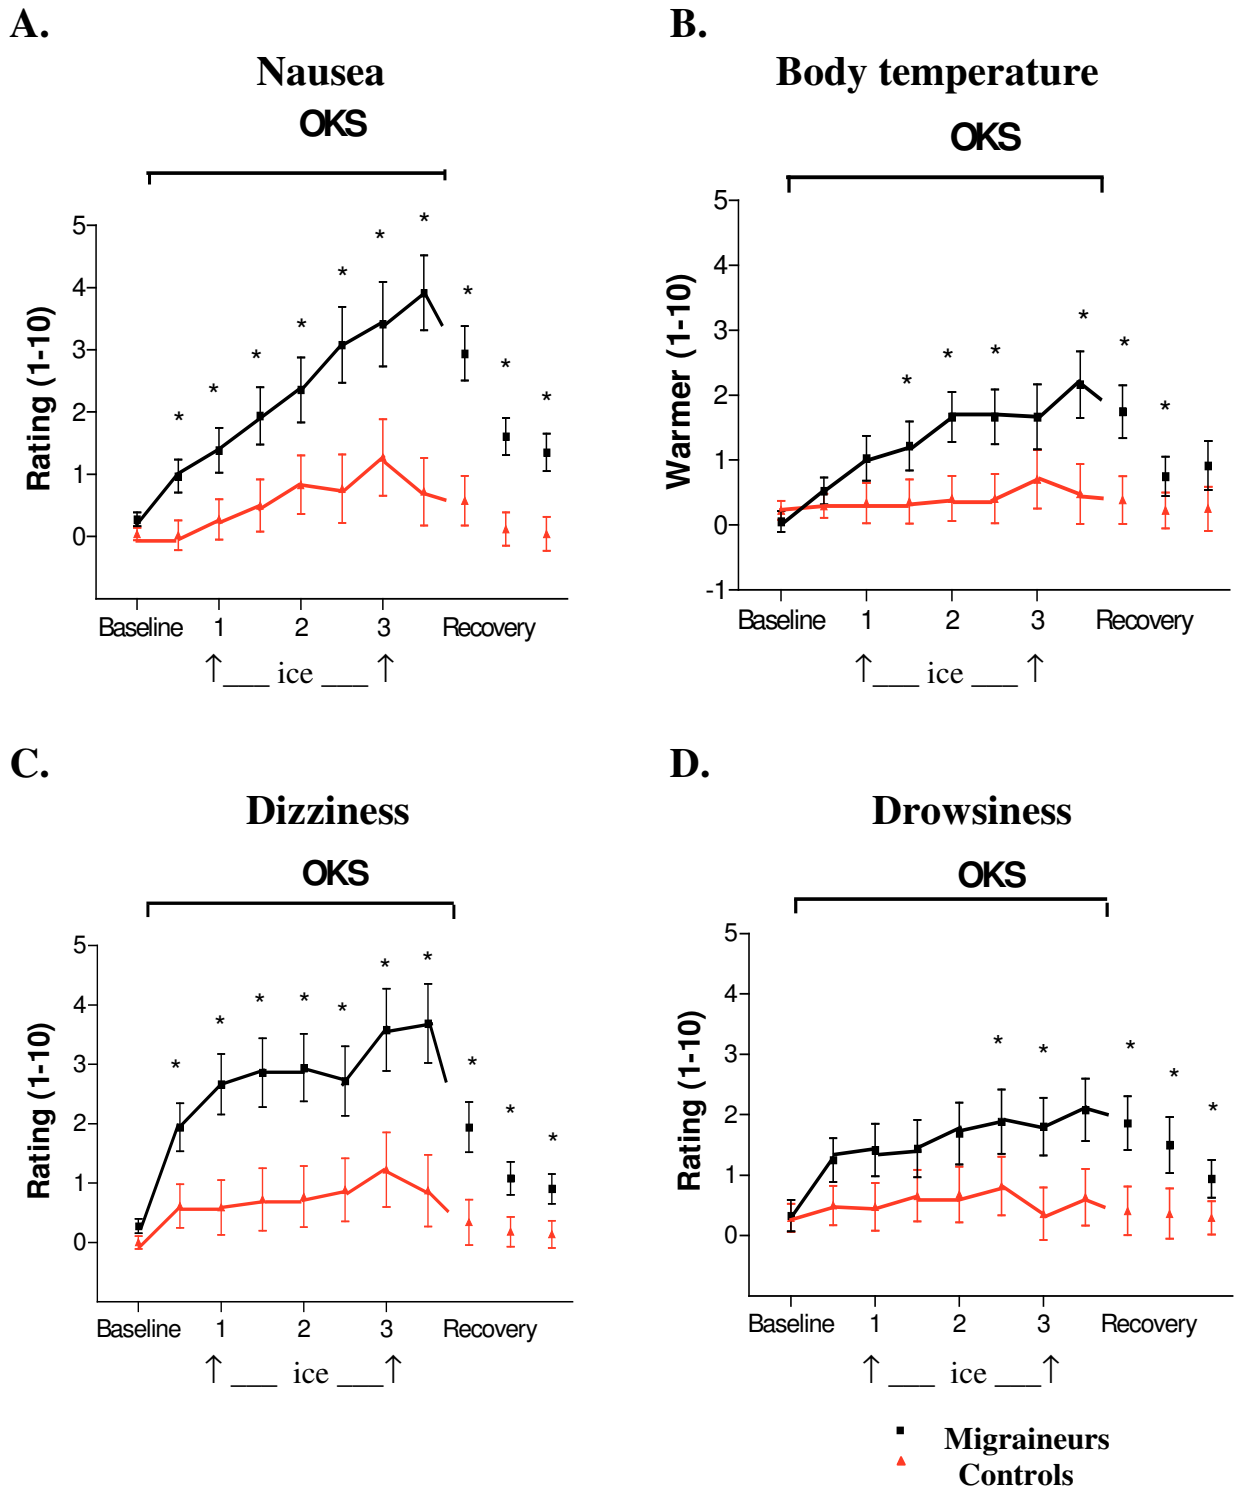 A.
Nausea
OKS
Rating (1-10)
5
4
3
2
1
0
* * * * * * * * * *
Baseline 1 2 3 Recovery
↑___ ice ___ ↑
B.
Body temperature
OKS
Warmer (1-10)
5
4
3
2
1
0
-1
* * * * * *
Baseline 1 2 3 Recovery
↑___ ice ___ ↑
C.
Dizziness
OKS
Rating (1-10)
5
4
3
2
1
0
* * * * * * * * * *
Baseline 1 2 3 Recovery
↑ ___ ice ___↑
D.
Drowsiness
OKS
Rating (1-10)
5
4
3
2
1
0
* * * * *
Baseline 1 2 3 Recovery
↑ ___ ice ___↑
Migraineurs
Controls